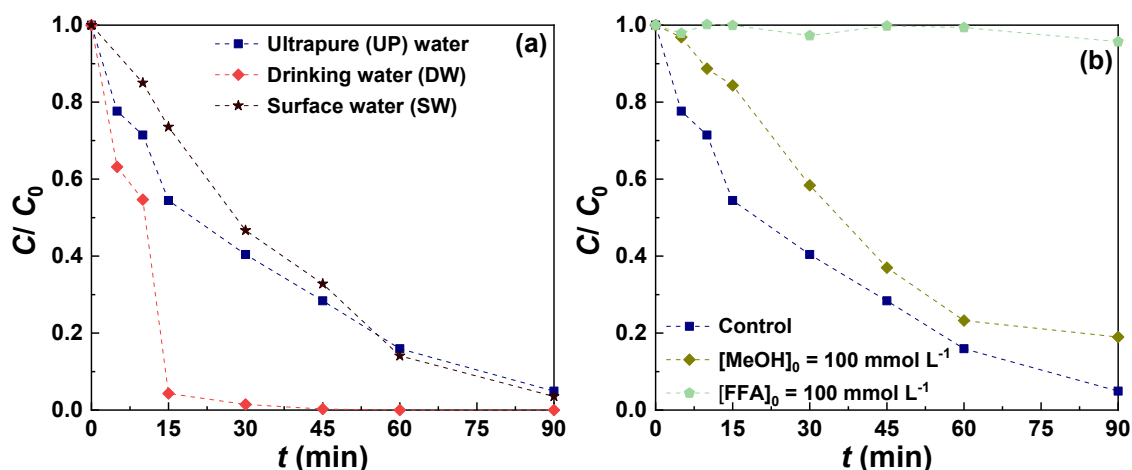 (a)
Ultrapure (UP) water
Drinking water (DW)
Surface water (SW)
C/ C₀
1.0
0.8
0.6
0.4
0.2
0.0
0 15 30 45 60 75 90
t (min)
(b)
C/ C₀
1.0
0.8
0.6
0.4
0.2
0.0
Control
[MeOH]₀ = 100 mmol L⁻¹
[FFA]₀ = 100 mmol L⁻¹
0 15 30 45 60 75 90
t (min)